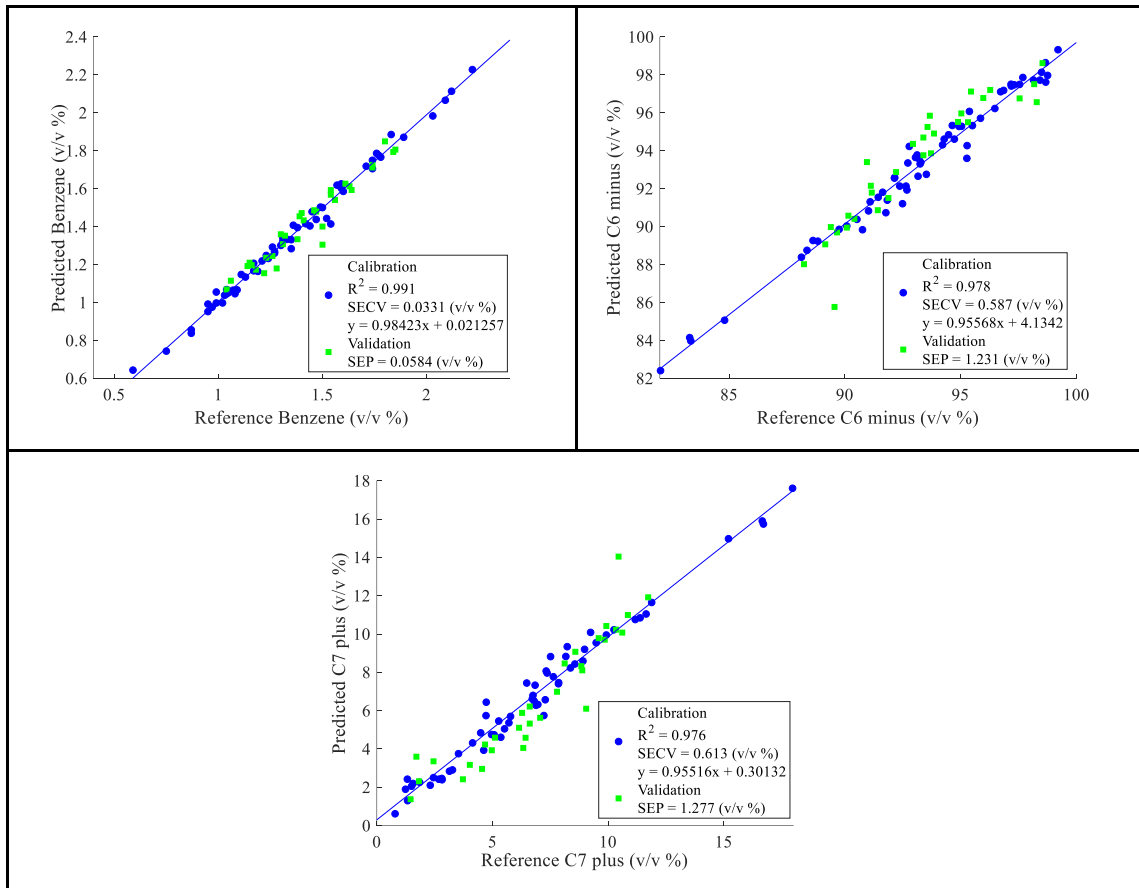 2.4
2.2
2
1.8
1.6
1.4
1.2
1
0.8
0.6
0.5
1
1.5
2
Predicted Benzene (v/v %)
Reference Benzene (v/v %)
Calibration
R² = 0.991
SECV = 0.0331 (v/v %)
y = 0.98423x + 0.021257
Validation
SEP = 0.0584 (v/v %)
100
98
96
94
92
90
88
86
84
82
85
90
95
100
Predicted C6 minus (v/v %)
Reference C6 minus (v/v %)
Calibration
R² = 0.978
SECV = 0.587 (v/v %)
y = 0.95568x + 4.1342
Validation
SEP = 1.231 (v/v %)
18
16
14
12
10
8
6
4
2
0
0
5
10
15
Predicted C7 plus (v/v %)
Reference C7 plus (v/v %)
Calibration
R² = 0.976
SECV = 0.613 (v/v %)
y = 0.95516x + 0.30132
Validation
SEP = 1.277 (v/v %)